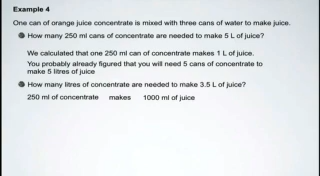 Example 4
One can of orange juice concentrate is mixed with three cans of water to make juice.
How many 250 ml cans of concentrate are needed to make 5 L of juice?
We calculated that one 250 ml can of concentrate makes 1 L of juice.
You probably already figured that you will need 5 cans of concentrate to
make 5 litres of juice
How many litres of concentrate are needed to make 3.5 L of juice?
250 ml of concentrate makes 1000 ml of juice